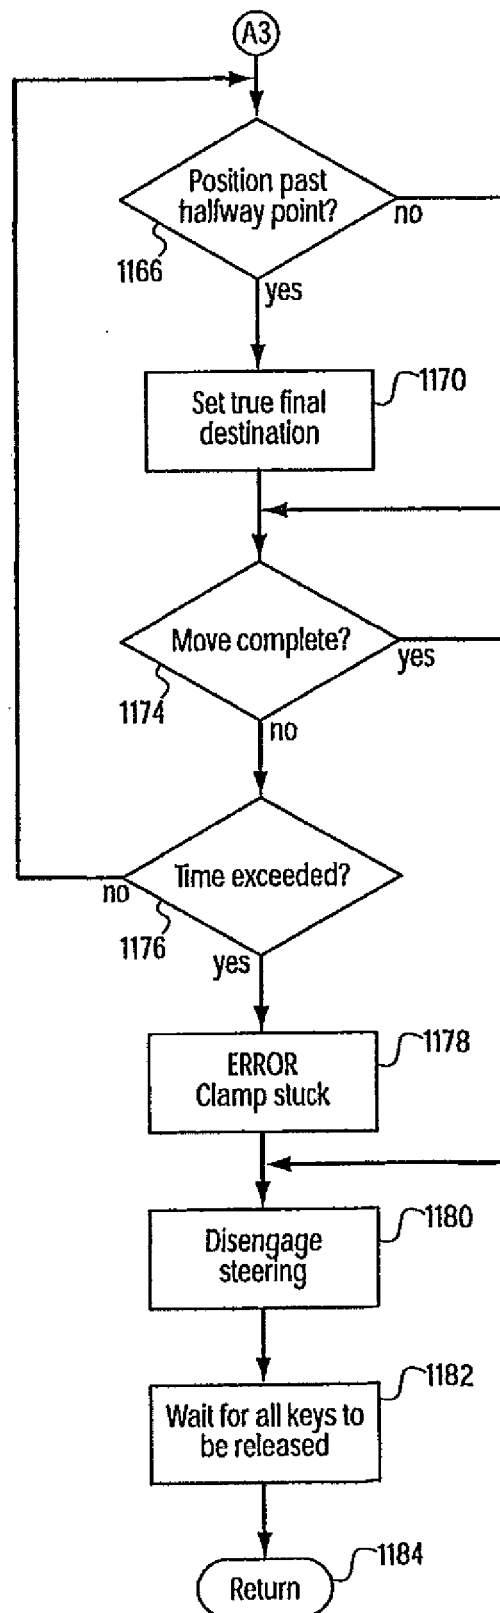 A3
Position past
halfway point?
no
1166
yes
1170
Set true final
destination
Move complete?
yes
1174
no
Time exceeded?
no
1176
yes
1178
ERROR
Clamp stuck
1180
Disengage
steering
1182
Wait for all keys to
be released
1184
Return